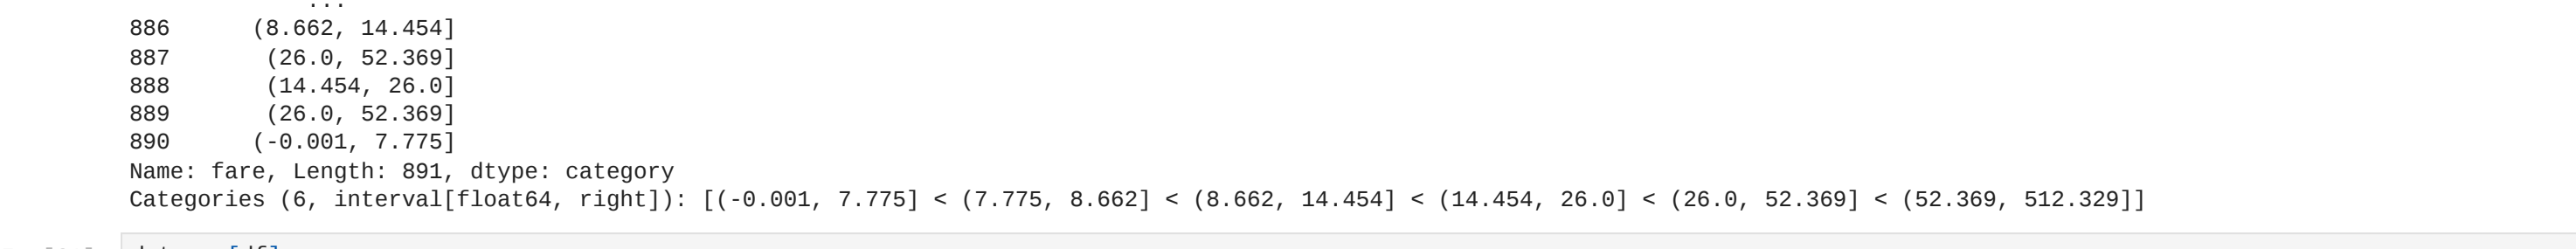 ...
886      (8.662, 14.454]
887       (26.0, 52.369]
888       (14.454, 26.0]
889       (26.0, 52.369]
890      (-0.001, 7.775]
Name: fare, Length: 891, dtype: category
Categories (6, interval[float64, right]): [(-0.001, 7.775] < (7.775, 8.662] < (8.662, 14.454] < (14.454, 26.0] < (26.0, 52.369] < (52.369, 512.329]]